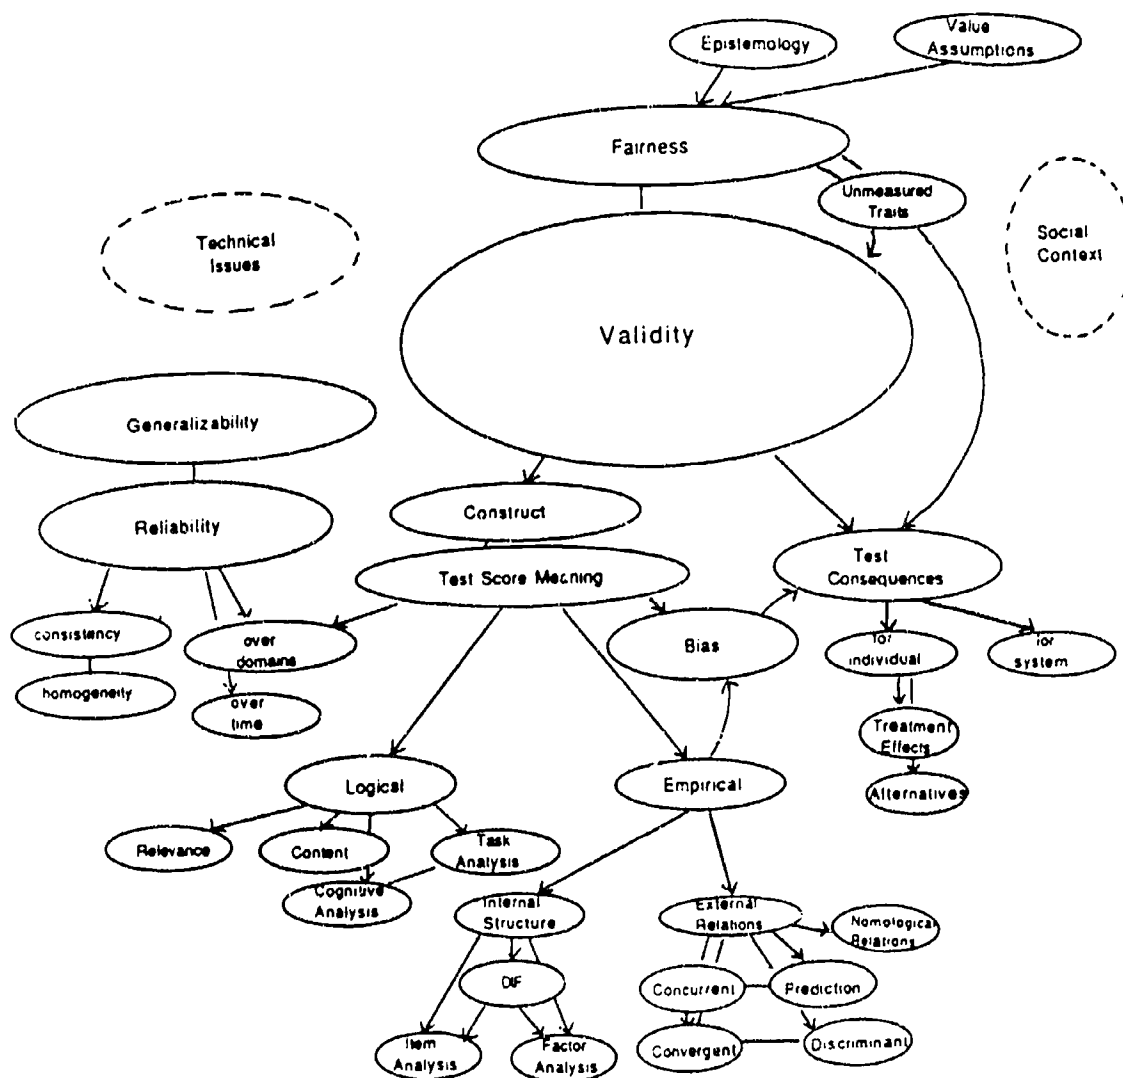 Epistemology
Value
Assumptions
Fairness
Unmeasured
Traits
Technical
Issues
Social
Context
Validity
Generalizability
Reliability
Construct
Test Score Meaning
Test
Consequences
consistency
homogeneity
over
domains
over
time
Bias
for
individual
for
system
Treatment
Effects
Alternatives
Logical
Empirical
Relevance
Content
Task
Analysis
Cognitive
Analysis
Internal
Structure
External
Relations
Nomological
Relations
DIF
Concurrent
Prediction
Item
Analysis
Factor
Analysis
Convergent
Discriminant